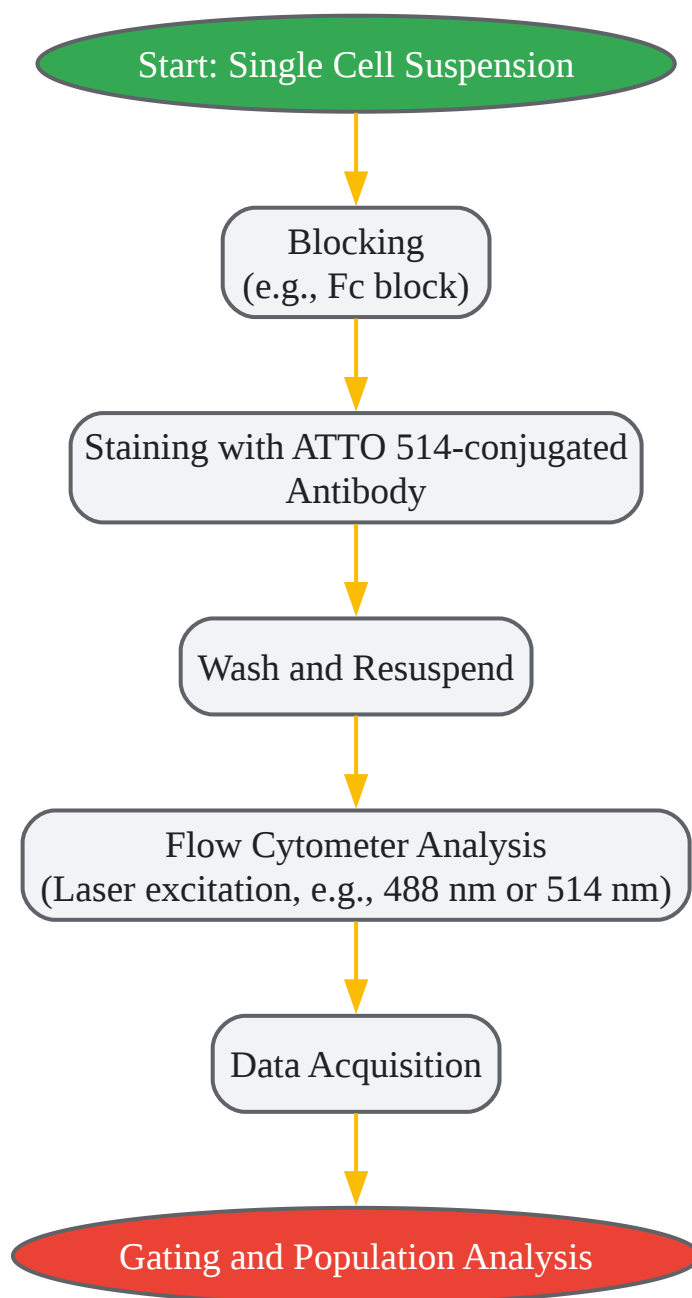 Start: Single Cell Suspension
Blocking
(e.g., Fc block)
Staining with ATTO 514-conjugated
Antibody
Wash and Resuspend
Flow Cytometer Analysis
(Laser excitation, e.g., 488 nm or 514 nm)
Data Acquisition
Gating and Population Analysis